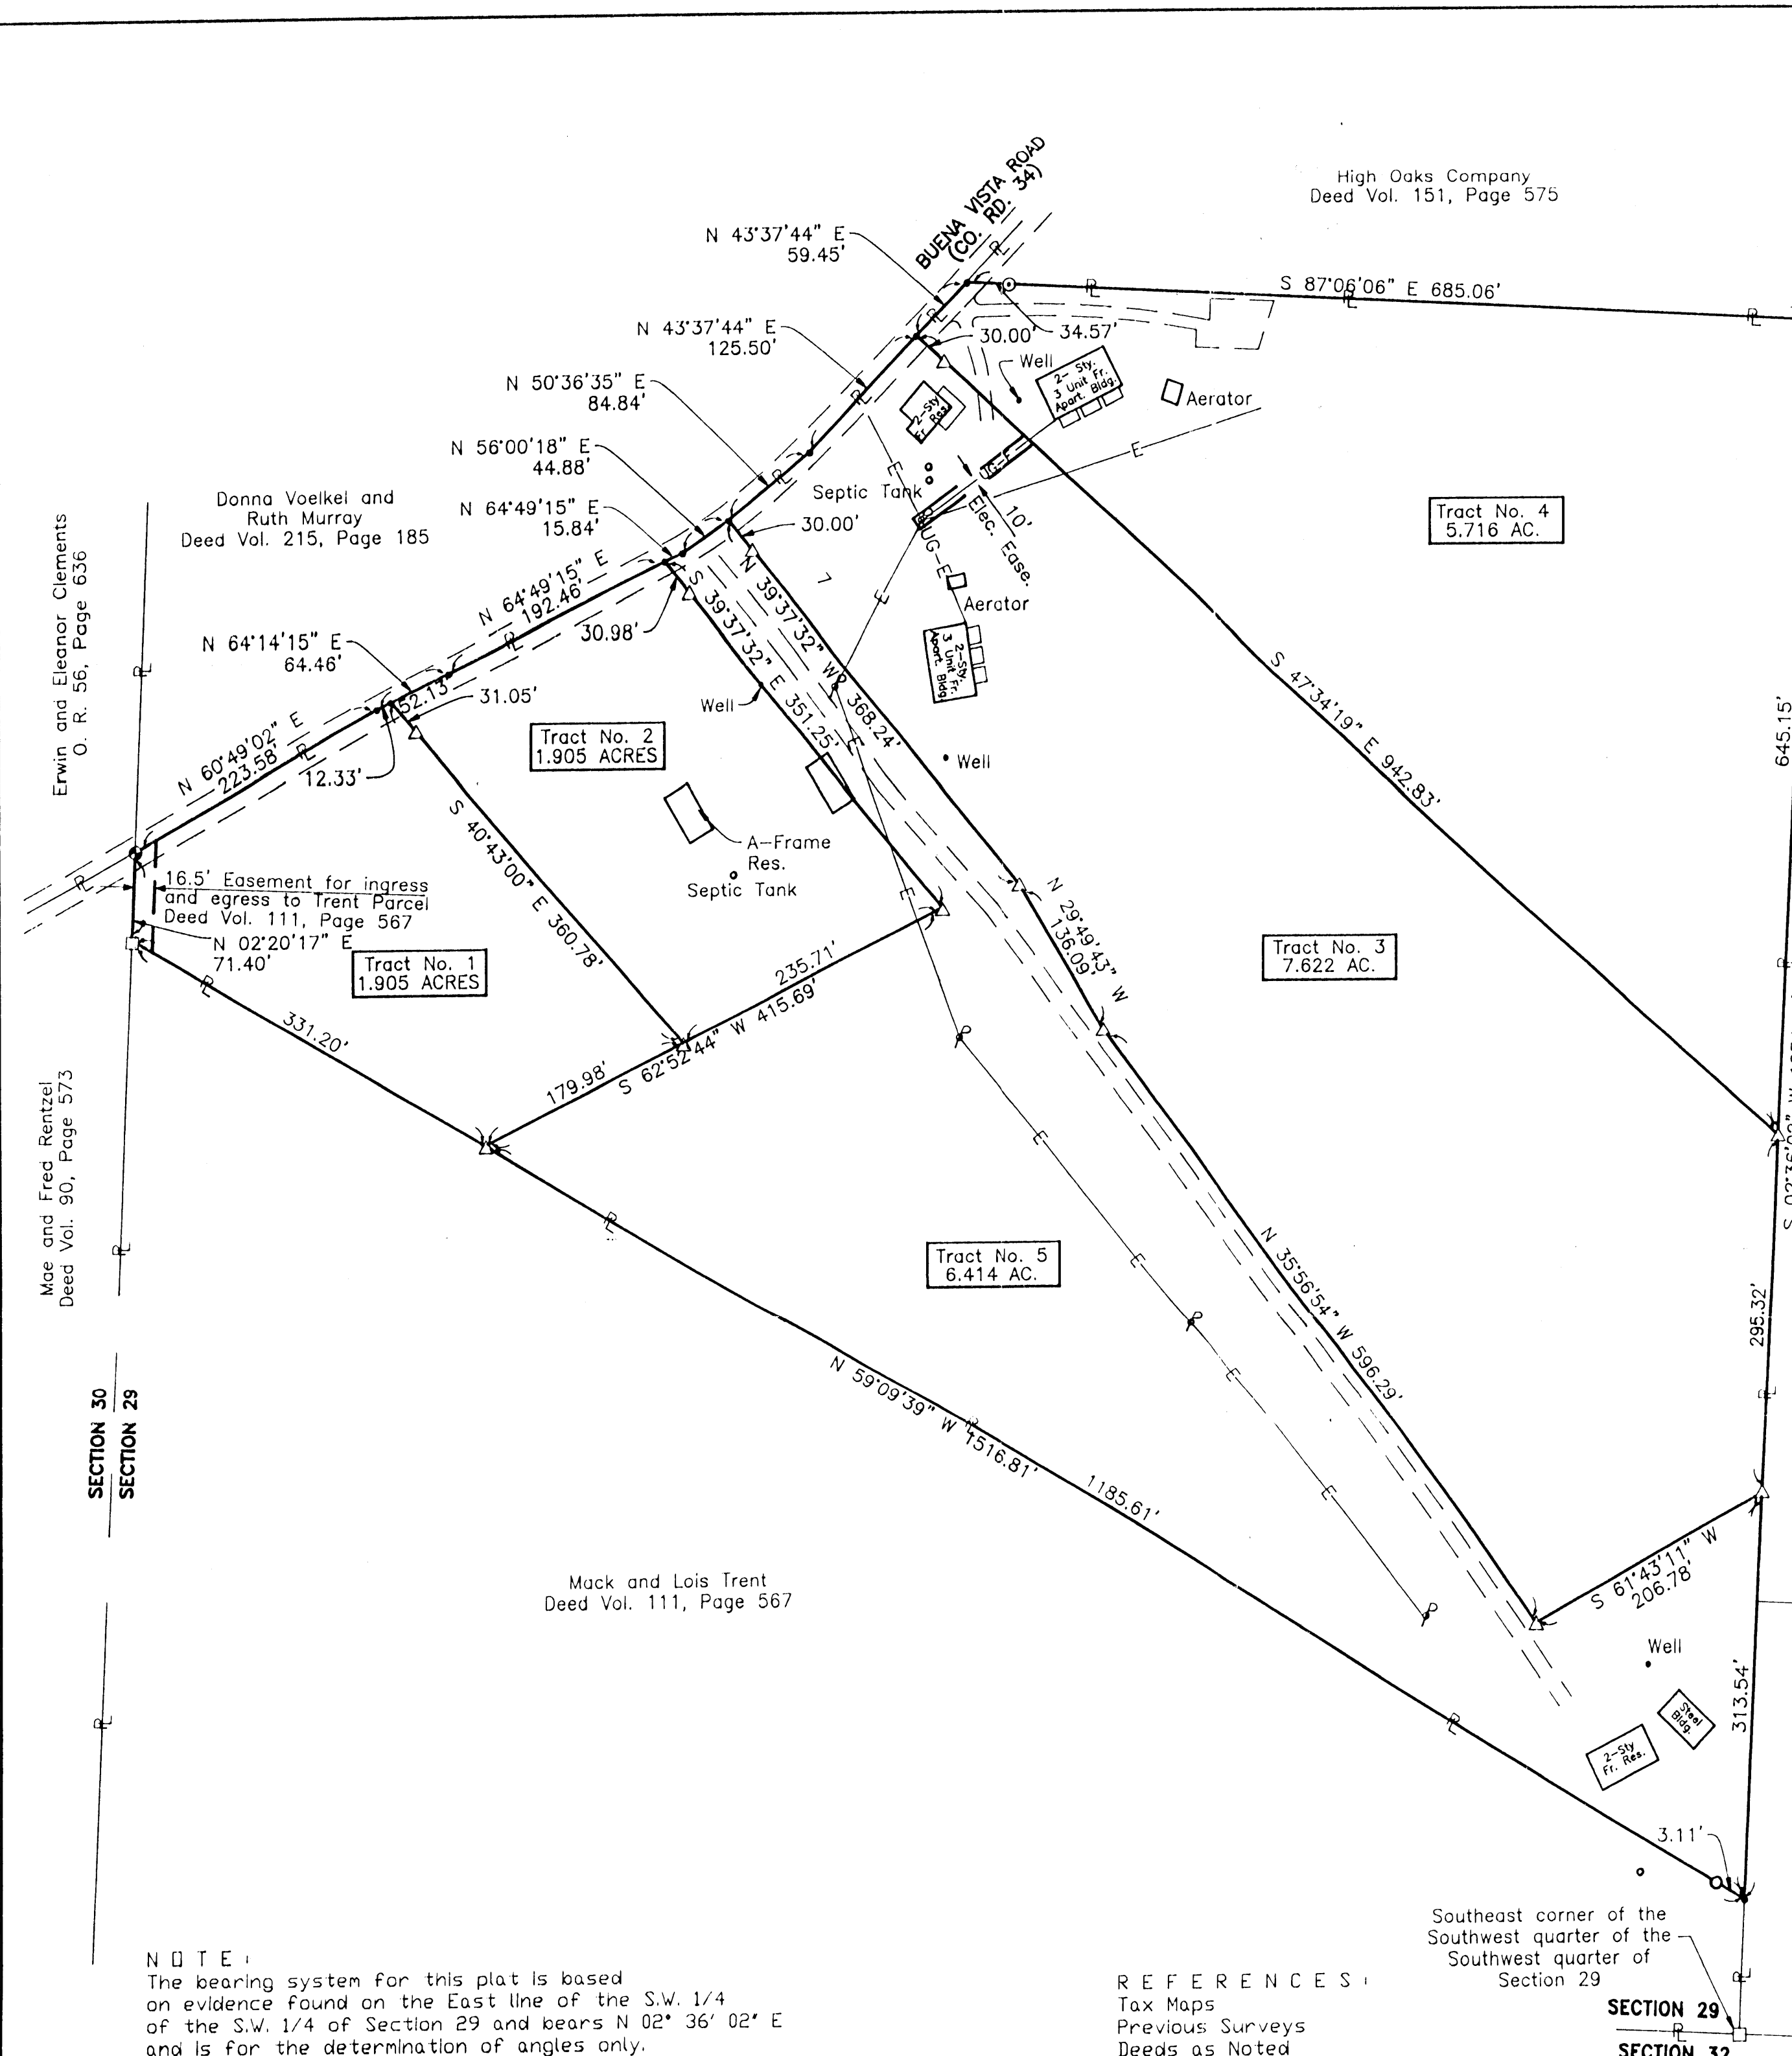 High Oaks Company
Deed Vol. 151, Page 575
BUENA VISTA ROAD
(CO. RD. 34)
N 43°37'44" E
59.45'
S 87°06'06" E 685.06'
N 43°37'44" E
125.50'
30.00'
34.57'
Well
2- Sty.
3 Unit Fr.
Apart. Bldg.
Aerator
N 50°36'35" E
84.84'
2-Sty
Fr. Res.
E
E
N 56°00'18" E
44.88'
Septic Tank
UG-E
Elec. Ease.
10'
Tract No. 4
5.716 AC.
Donna Voelkel and
Ruth Murray
Deed Vol. 215, Page 185
N 64°49'15" E
15.84'
30.00'
UG-E
Erwin and Eleanor Clements
O. R. 56, Page 636
N 64°49'15" E
192.46'
E
Aerator
30.98'
S 39°37'32" E 351.25'
N 39°37'32" W 368.24'
2-Sty.
3 Unit Fr.
Apart. Bldg.
N 64°14'15" E
64.46'
52.13'
31.05'
Well
S 47°34'19" E 942.83'
645.15'
Tract No. 2
1.905 ACRES
E
Well
N 60°49'02" E
223.58'
12.33'
S 40°43'00" E 360.78'
A-Frame
Res.
Septic Tank
E
16.5' Easement for ingress
and egress to Trent Parcel
Deed Vol. 111, Page 567
N 02°20'17" E
71.40'
N 29°49'43" W
136.09'
Tract No. 3
7.622 AC.
Tract No. 1
1.905 ACRES
235.71'
S 62°52'44" W 415.69'
331.20'
179.98'
Mae and Fred Rentzel
Deed Vol. 90, Page 573
E
Tract No. 5
6.414 AC.
E
N 35°56'54" W 596.29'
295.32'
E
SECTION 30
SECTION 29
N 59°09'39" W 1516.81'
1185.61'
E
Mack and Lois Trent
Deed Vol. 111, Page 567
S 61°43'11" W
206.78'
Well
313.54'
Steel
Bldg.
2-Sty
Fr. Res.
3.11'
Southeast corner of the
Southwest quarter of the
Southwest quarter of
Section 29
SECTION 29
SECTION 32
NOTE:
The bearing system for this plat is based
on evidence found on the East line of the S.W. 1/4
of the S.W. 1/4 of Section 29 and bears N 02° 36' 02" E
and is for the determination of angles only.
REFERENCES:
Tax Maps
Previous Surveys
Deeds as Noted